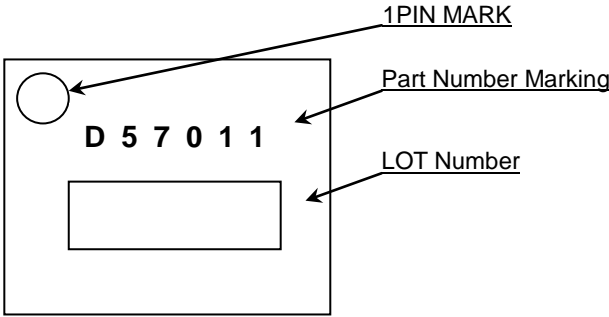 1PIN MARK
Part Number Marking
D 5 7 0 1 1
LOT Number